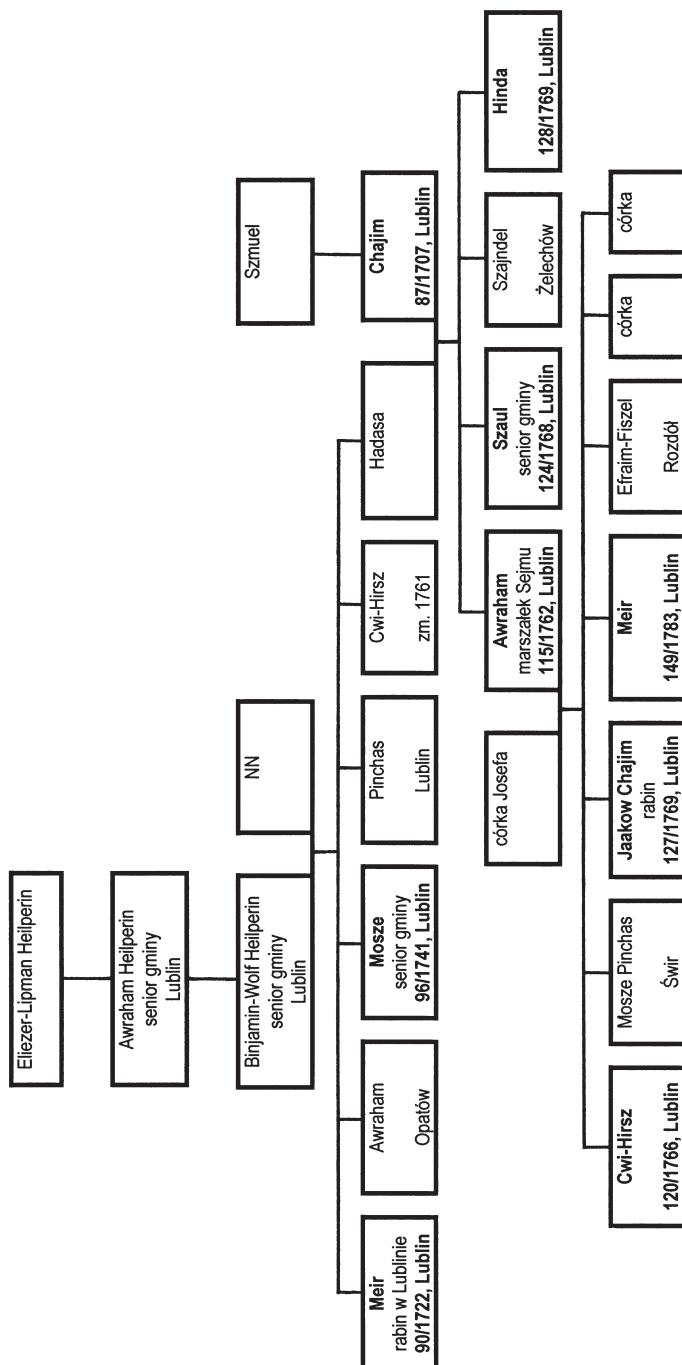 Eliezer-Lipman Heilperin
Awraham Heilperin
senior gminy
Lublin
Binjamin-Wolf Heilperin
senior gminy
Lublin
NN
Szmuel
Meir
rabin w Lublinie
90/1722, Lublin
Awraham
Opatów
Mosze
senior gminy
96/1741, Lublin
Pinchas
Lublin
Cwi-Hirsz
zm. 1761
Hadasa
Chajim
87/1707, Lublin
córka Josefa
Awraham
marszałek Sejmu
115/1762, Lublin
Szaul
senior gminy
124/1768, Lublin
Szajndel
Żelechów
Hinda
128/1769, Lublin
Cwi-Hirsz
120/1766, Lublin
Mosze Pinchas
Świr
Jaakow Chajim
rabin
127/1769, Lublin
Meir
149/1783, Lublin
Efraim-Fiszel
Rozdół
córka
córka